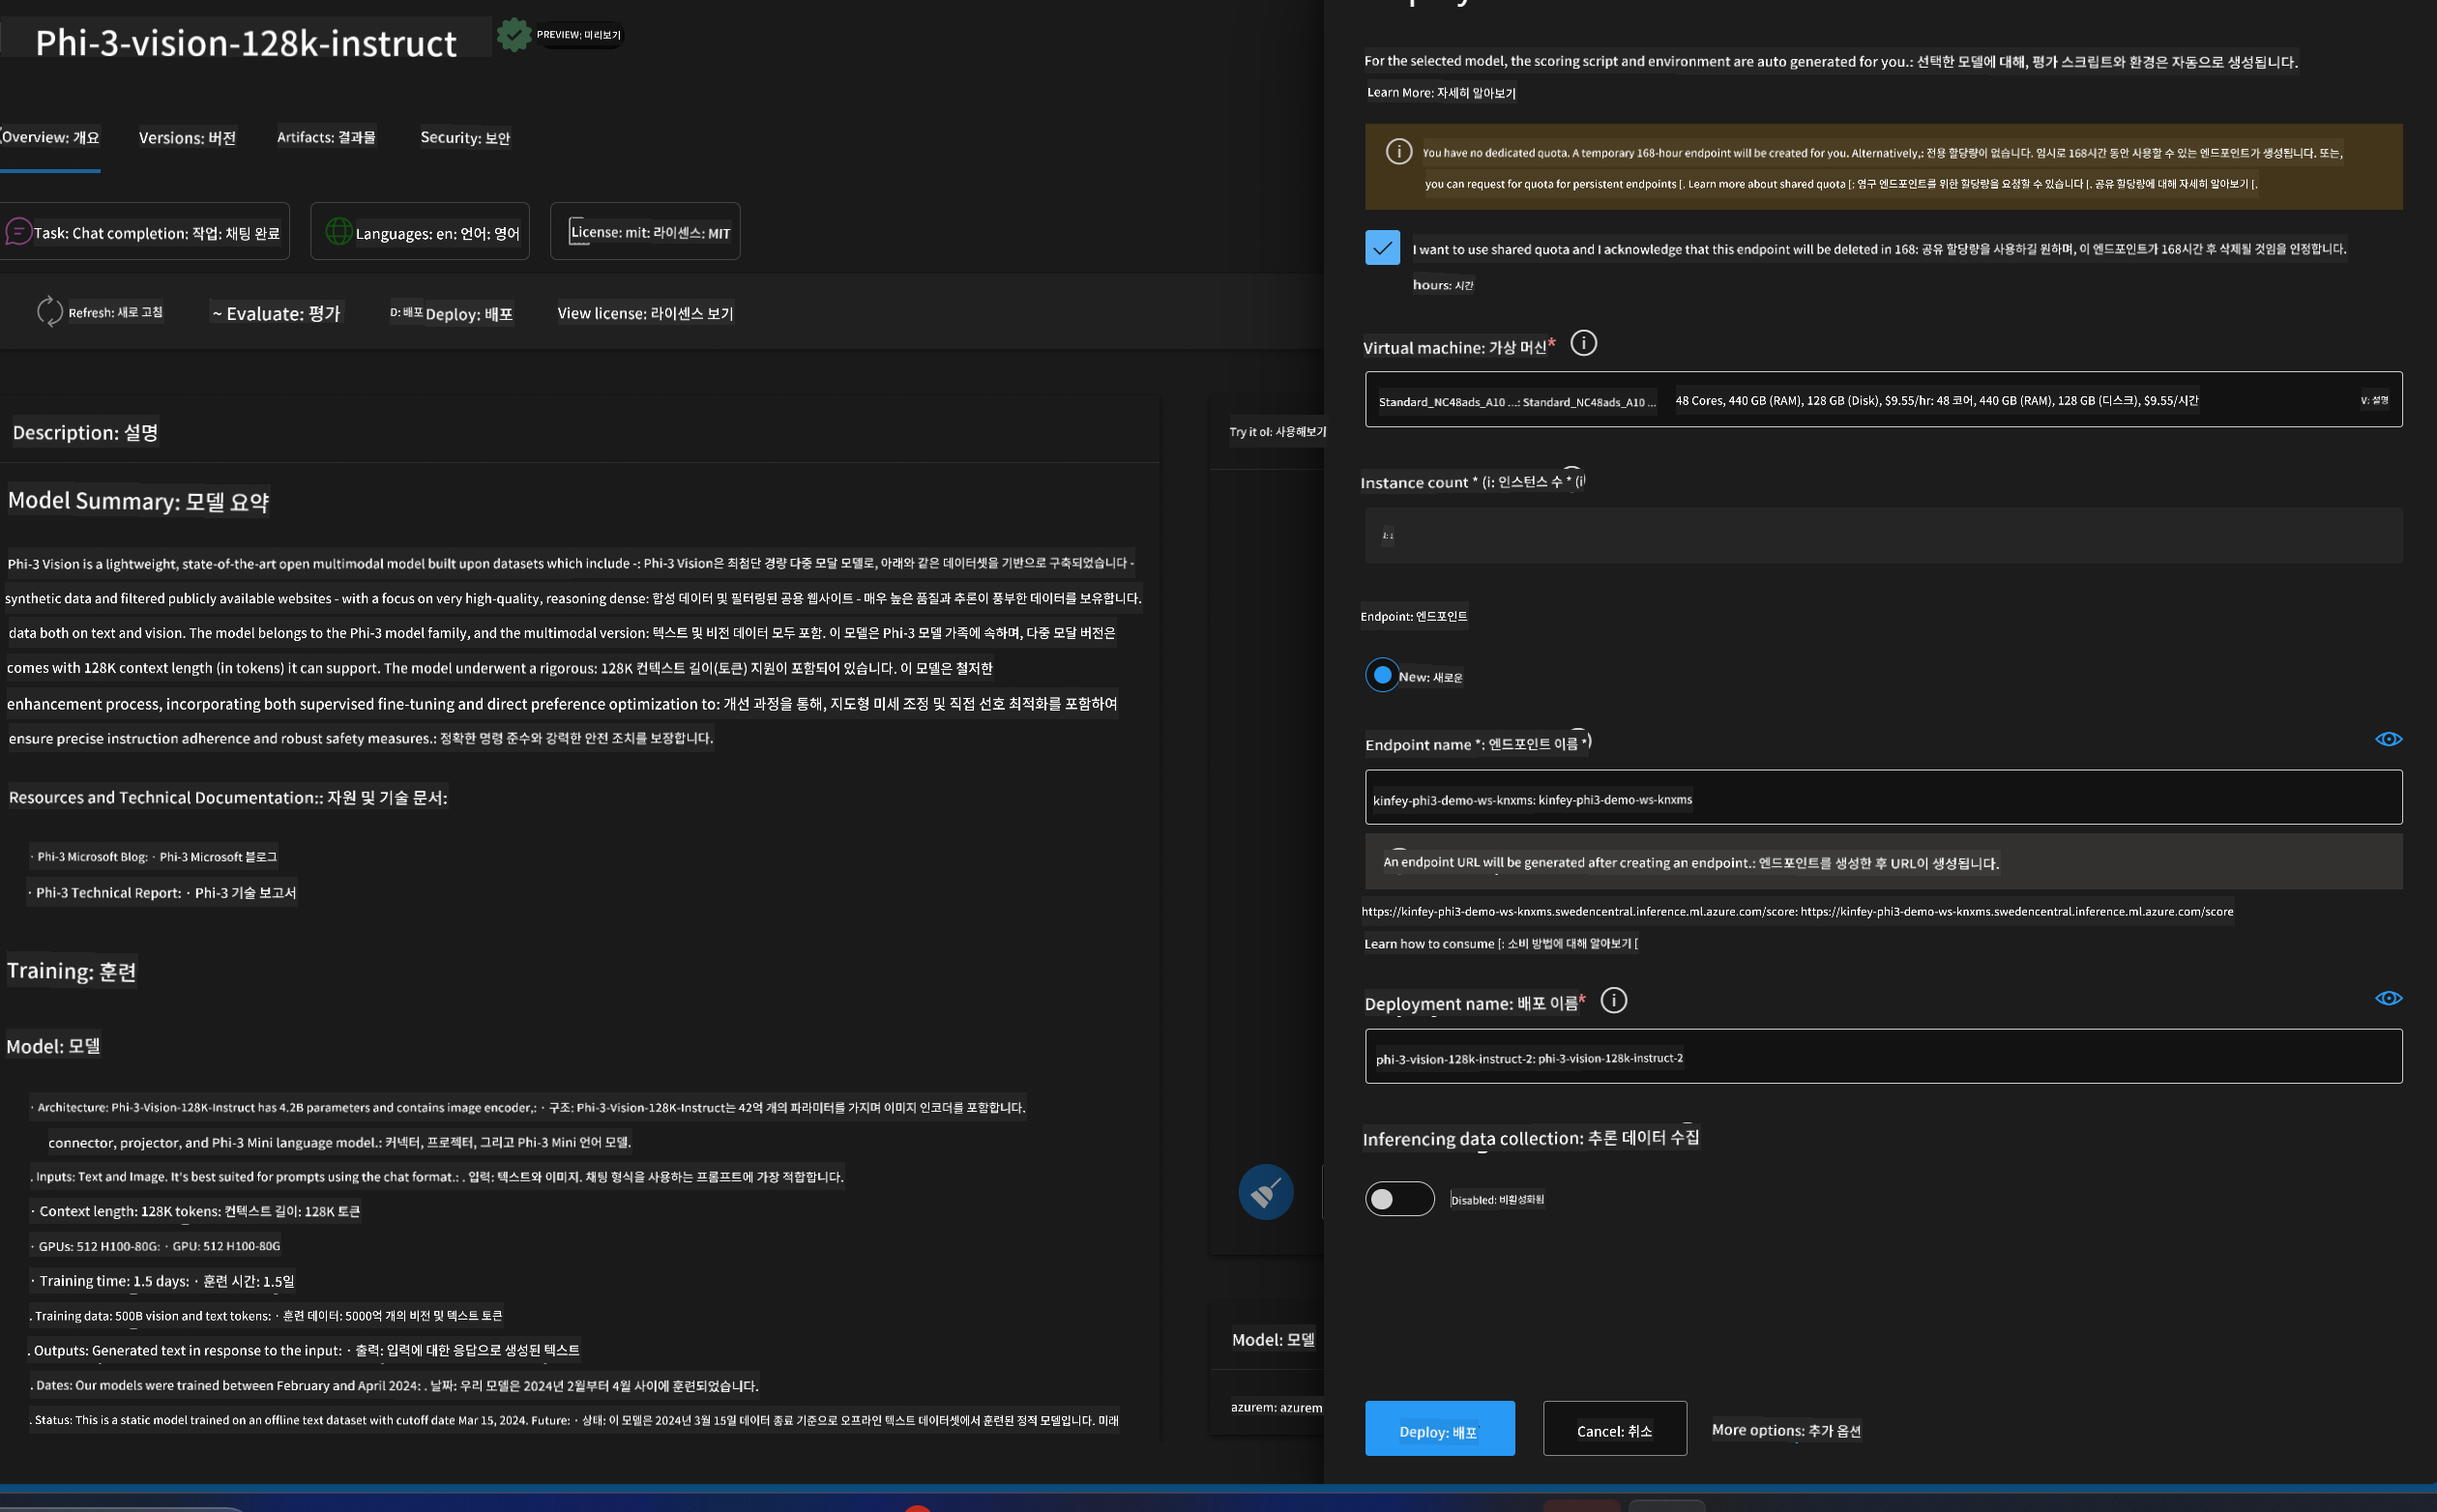 Phi-3-vision-128k-instruct
PREVIEW: 미리보기
Overview: 개요
Versions: 버전
Artifacts: 결과물
Security: 보안
Task: Chat completion: 작업: 채팅 완료
Languages: en: 언어: 영어
License: mit: 라이센스: MIT
Refresh: 새로 고침
~ Evaluate: 평가
D: 배포 Deploy: 배포
View license: 라이센스 보기
Description: 설명
Model Summary: 모델 요약
Phi-3 Vision is a lightweight, state-of-the-art open multimodal model built upon datasets which include -: Phi-3 Vision은 최첨단 경량 다중 모달 모델로, 아래와 같은 데이터셋을 기반으로 구축되었습니다 -
synthetic data and filtered publicly available websites - with a focus on very high-quality, reasoning dense: 합성 데이터 및 필터링된 공용 웹사이트 - 매우 높은 품질과 추론이 풍부한 데이터를 보유합니다.
data both on text and vision. The model belongs to the Phi-3 model family, and the multimodal version: 텍스트 및 비전 데이터 모두 포함. 이 모델은 Phi-3 모델 가족에 속하며, 다중 모달 버전은
comes with 128K context length (in tokens) it can support. The model underwent a rigorous: 128K 컨텍스트 길이(토큰) 지원이 포함되어 있습니다. 이 모델은 철저한
enhancement process, incorporating both supervised fine-tuning and direct preference optimization to: 개선 과정을 통해, 지도형 미세 조정 및 직접 선호 최적화를 포함하여
ensure precise instruction adherence and robust safety measures.: 정확한 명령 준수와 강력한 안전 조치를 보장합니다.
Resources and Technical Documentation:: 자원 및 기술 문서:
· Phi-3 Microsoft Blog: · Phi-3 Microsoft 블로그
· Phi-3 Technical Report: · Phi-3 기술 보고서
Training: 훈련
Model: 모델
· Architecture: Phi-3-Vision-128K-Instruct has 4.2B parameters and contains image encoder,: · 구조: Phi-3-Vision-128K-Instruct는 42억 개의 파라미터를 가지며 이미지 인코더를 포함합니다.
connector, projector, and Phi-3 Mini language model.: 커넥터, 프로젝터, 그리고 Phi-3 Mini 언어 모델.
. Inputs: Text and Image. It's best suited for prompts using the chat format.: . 입력: 텍스트와 이미지. 채팅 형식을 사용하는 프롬프트에 가장 적합합니다.
· Context length: 128K tokens: 컨텍스트 길이: 128K 토큰
· GPUs: 512 H100-80G: · GPU: 512 H100-80G
· Training time: 1.5 days: · 훈련 시간: 1.5일
. Training data: 500B vision and text tokens: · 훈련 데이터: 5000억 개의 비전 및 텍스트 토큰
. Outputs: Generated text in response to the input: · 출력: 입력에 대한 응답으로 생성된 텍스트
. Dates: Our models were trained between February and April 2024: . 날짜: 우리 모델은 2024년 2월부터 4월 사이에 훈련되었습니다.
. Status: This is a static model trained on an offline text dataset with cutoff date Mar 15, 2024. Future: · 상태: 이 모델은 2024년 3월 15일 데이터 종료 기준으로 오프라인 텍스트 데이터셋에서 훈련된 정적 모델입니다. 미래
Try it ol: 사용해보기
Model: 모델
azurem: azurem
For the selected model, the scoring script and environment are auto generated for you.: 선택한 모델에 대해, 평가 스크립트와 환경은 자동으로 생성됩니다.
Learn More: 자세히 알아보기
You have no dedicated quota. A temporary 168-hour endpoint will be created for you. Alternatively,: 전용 할당량이 없습니다. 임시로 168시간 동안 사용할 수 있는 엔드포인트가 생성됩니다. 또는,
you can request for quota for persistent endpoints [. Learn more about shared quota [: 영구 엔드포인트를 위한 할당량을 요청할 수 있습니다 [. 공유 할당량에 대해 자세히 알아보기 [.
I want to use shared quota and I acknowledge that this endpoint will be deleted in 168: 공유 할당량을 사용하길 원하며, 이 엔드포인트가 168시간 후 삭제될 것임을 인정합니다.
hours: 시간
Virtual machine: 가상 머신*
Standard_NC48ads_A10 ...: Standard_NC48ads_A10 ...
48 Cores, 440 GB (RAM), 128 GB (Disk), $9.55/hr: 48 코어, 440 GB (RAM), 128 GB (디스크), $9.55/시간
V: 설명
Instance count * (i: 인스턴스 수 * (i
Endpoint: 엔드포인트
New: 새로운
Endpoint name *: 엔드포인트 이름 *
kinfey-phi3-demo-ws-knxms: kinfey-phi3-demo-ws-knxms
An endpoint URL will be generated after creating an endpoint.: 엔드포인트를 생성한 후 URL이 생성됩니다.
https://kinfey-phi3-demo-ws-knxms.swedencentral.inference.ml.azure.com/score: https://kinfey-phi3-demo-ws-knxms.swedencentral.inference.ml.azure.com/score
Learn how to consume [: 소비 방법에 대해 알아보기 [
Deployment name: 배포 이름*
phi-3-vision-128k-instruct-2: phi-3-vision-128k-instruct-2
Inferencing data collection: 추론 데이터 수집
Disabled: 비활성화됨
Deploy: 배포
Cancel: 취소
More options: 추가 옵션